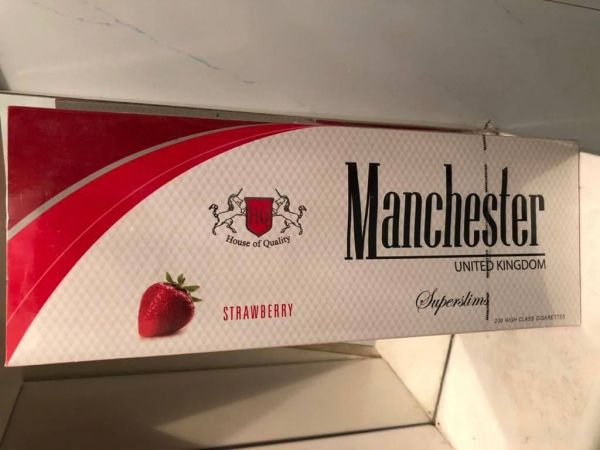 House of Quality
STRAWBERRY
Manchester
UNITED KINGDOM
Superslims
200 HIGH CLASS CIGARETTES